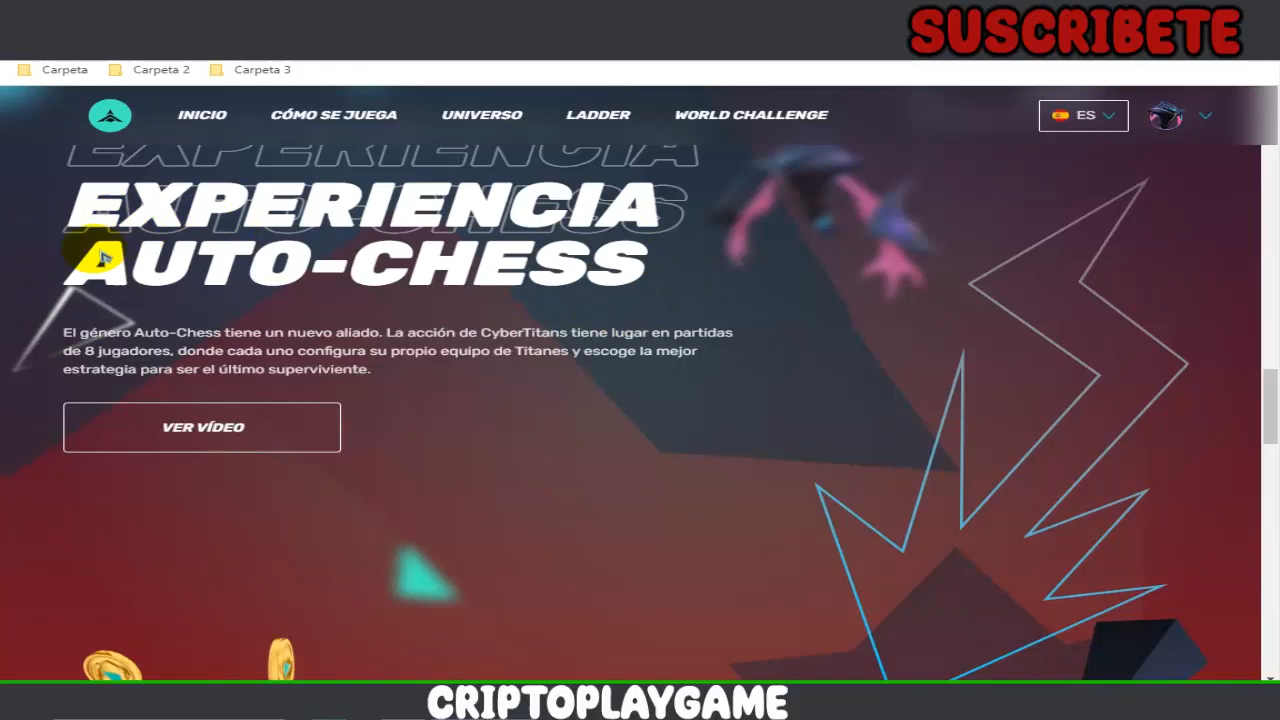 SUSCRIBETE
Carpeta Carpeta 2 Carpeta 3
INICIO CÓMO SE JUEGA UNIVERSO LADDER WORLD CHALLENGE ES
EXPERIENCIA
EXPERIENCIA
AUTO-CHESS
AUTO-CHESS
El género Auto-Chess tiene un nuevo aliado. La acción de CyberTitans tiene lugar en partidas
de 8 jugadores, donde cada uno configura su propio equipo de Titanes y escoge la mejor
estrategia para ser el último superviviente.
VER VÍDEO
CRIPTOPLAYGAME